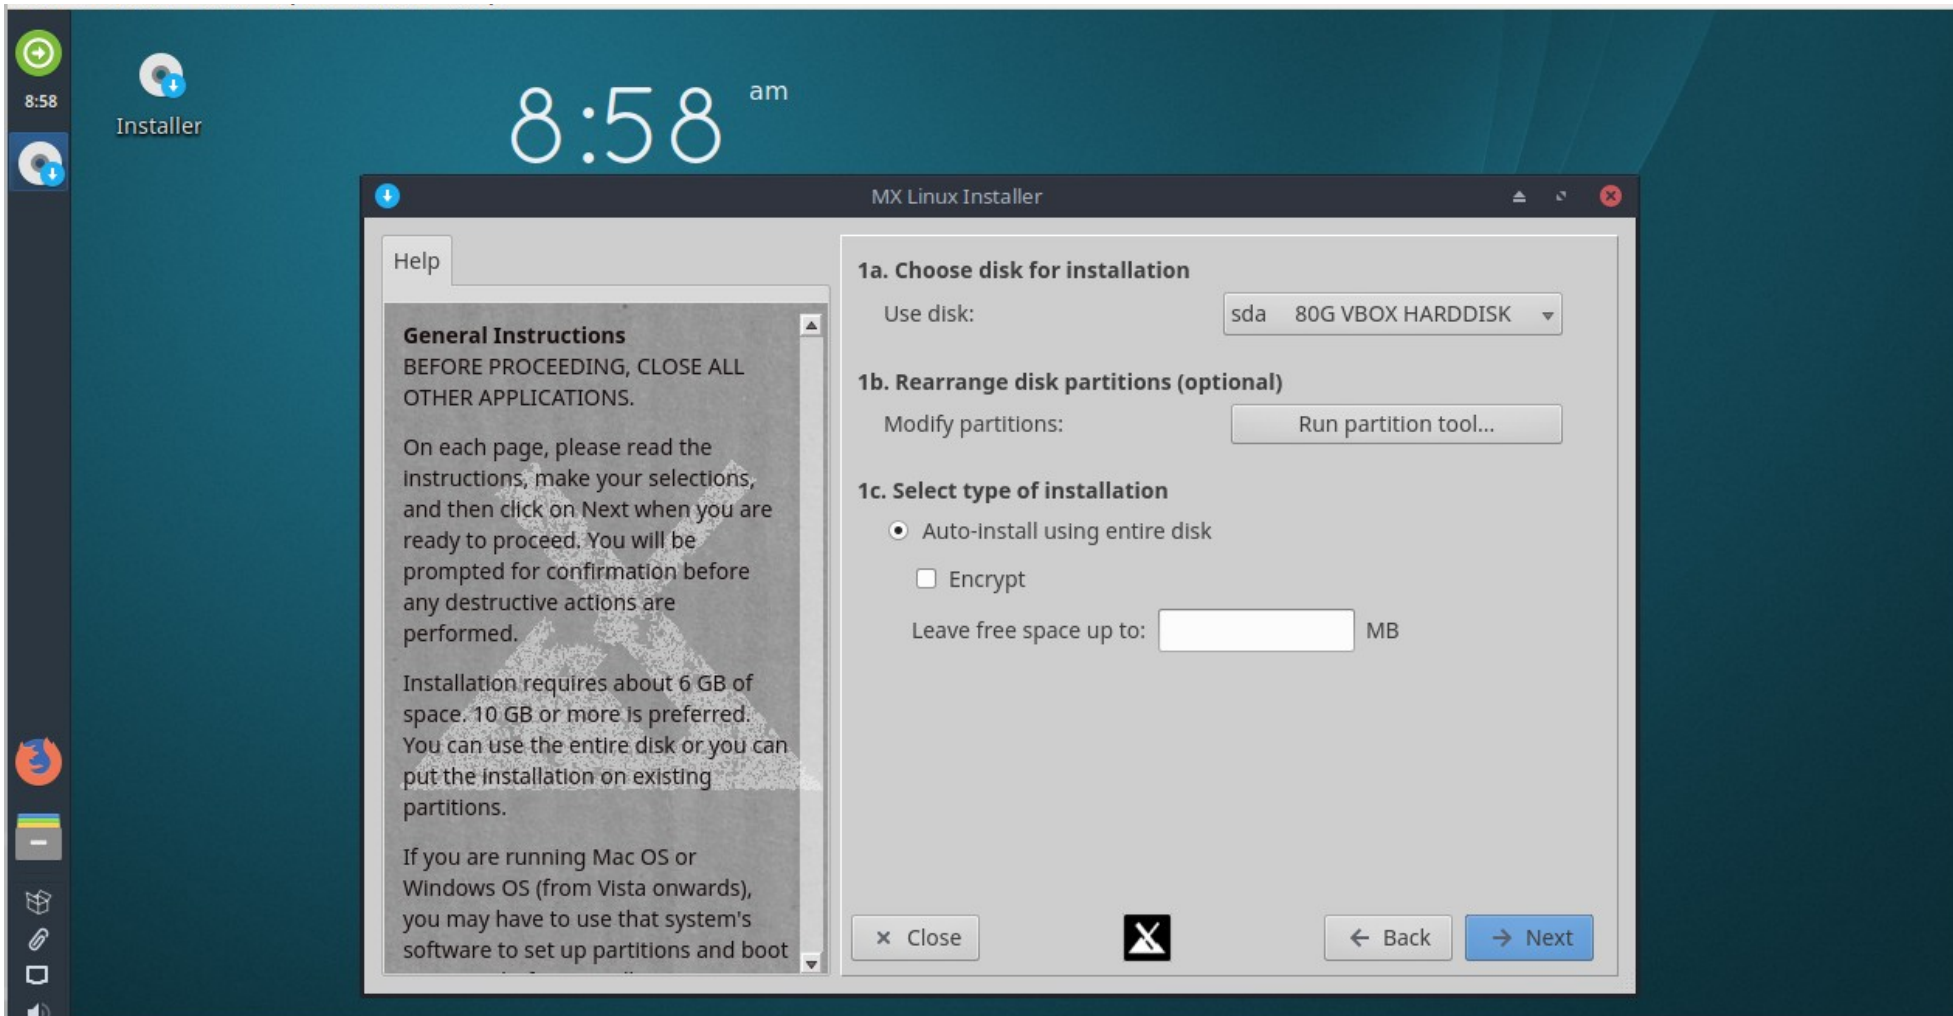 8:58
Installer
8:58 am
MX Linux Installer
Help
General Instructions
BEFORE PROCEEDING, CLOSE ALL
OTHER APPLICATIONS.
On each page, please read the
instructions, make your selections,
and then click on Next when you are
ready to proceed. You will be
prompted for confirmation before
any destructive actions are
performed.
Installation requires about 6 GB of
space. 10 GB or more is preferred.
You can use the entire disk or you can
put the installation on existing
partitions.
If you are running Mac OS or
Windows OS (from Vista onwards),
you may have to use that system's
software to set up partitions and boot
1a. Choose disk for installation
Use disk:
sda 80G VBOX HARDDISK
1b. Rearrange disk partitions (optional)
Modify partitions:
Run partition tool...
1c. Select type of installation
Auto-install using entire disk
Encrypt
Leave free space up to:
MB
Close
Back
Next